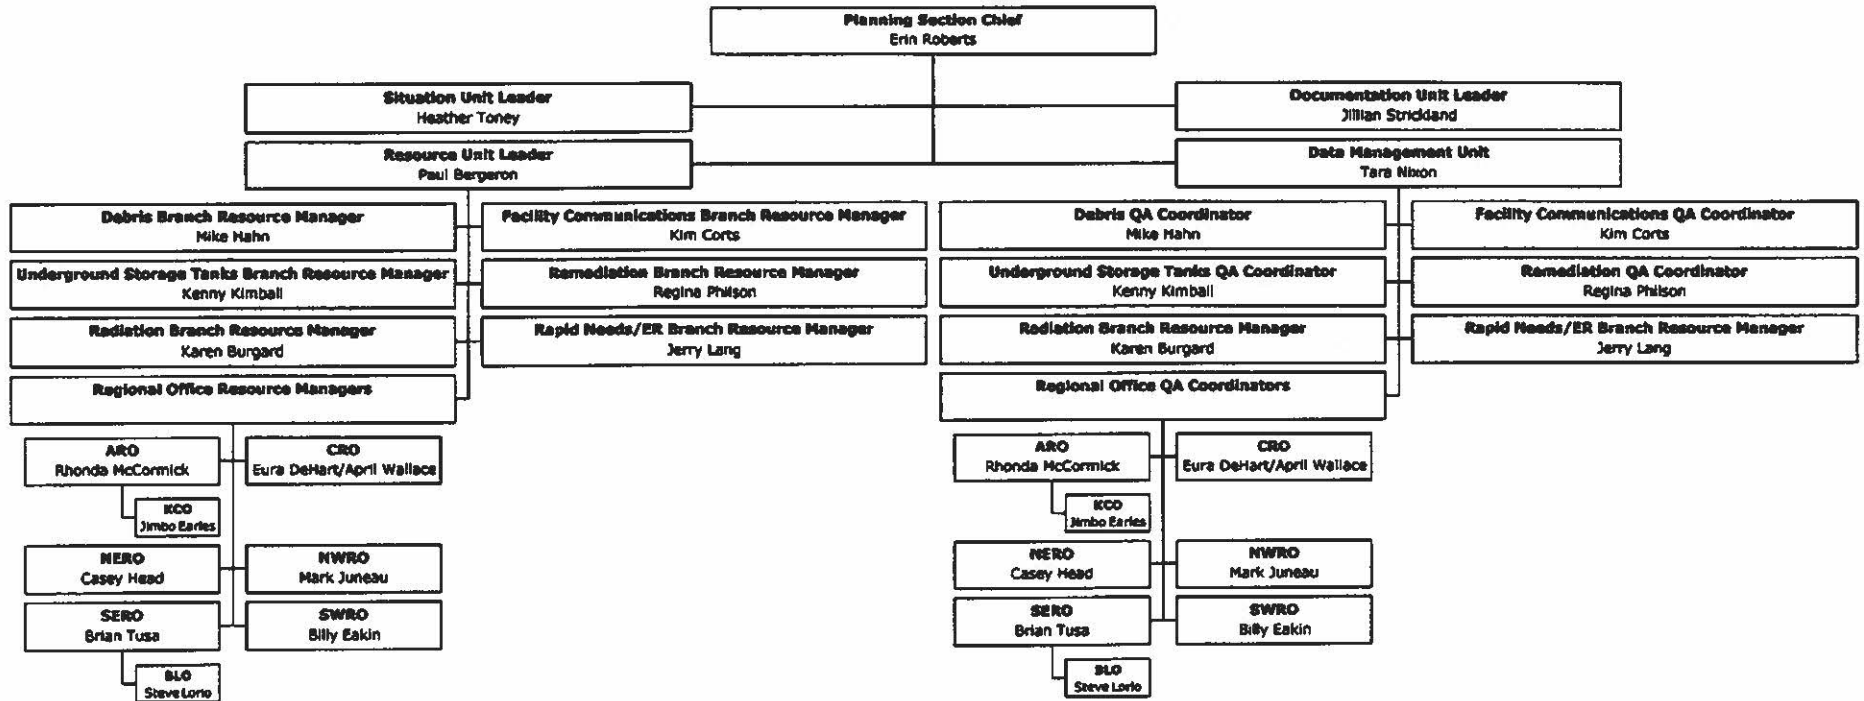 Planning Section Chief
Erin Roberts
Situation Unit Leader
Heather Toney
Documentation Unit Leader
Jillian Strickland
Resource Unit Leader
Paul Bergeron
Data Management Unit
Tara Nixon
Debris Branch Resource Manager
Mike Hahn
Facility Communications Branch Resource Manager
Kim Corts
Underground Storage Tanks Branch Resource Manager
Kenny Kimball
Remediation Branch Resource Manager
Regina Philson
Radiation Branch Resource Manager
Karen Burgard
Rapid Needs/ER Branch Resource Manager
Jerry Lang
Regional Office Resource Managers
ARO
Rhonda McCormick
CRO
Eura DeHart/April Wallace
KCO
Jimbo Earles
NERO
Casey Head
NWRO
Mark Juneau
SERO
Brian Tusa
SWRO
Billy Eakin
BLO
Steve Lorio
Debris QA Coordinator
Mike Hahn
Facility Communications QA Coordinator
Kim Corts
Underground Storage Tanks QA Coordinator
Kenny Kimball
Remediation QA Coordinator
Regina Philson
Radiation Branch Resource Manager
Karen Burgard
Rapid Needs/ER Branch Resource Manager
Jerry Lang
Regional Office QA Coordinators
ARO
Rhonda McCormick
CRO
Eura DeHart/April Wallace
KCO
Jimbo Earles
NERO
Casey Head
NWRO
Mark Juneau
SERO
Brian Tusa
SWRO
Billy Eakin
BLO
Steve Lorio